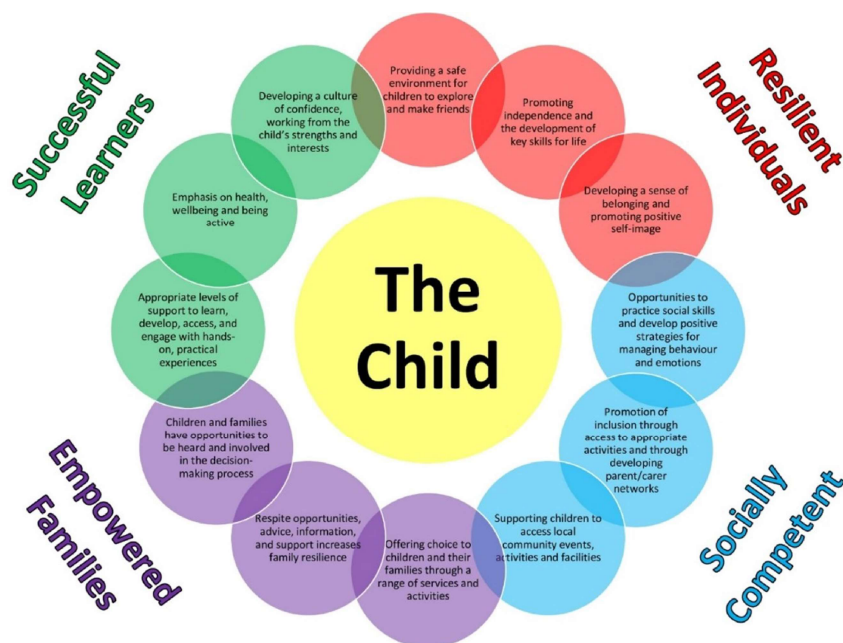 Successful
Learners
Resilient
Individuals
Providing a safe
environment for
children to explore
and make friends
Promoting
independence and
the development of
key skills for life
Developing a sense of
belonging and
promoting positive
self-image
Opportunities to
practice social skills
and develop positive
strategies for
managing behaviour
and emotions
Promotion of
inclusion through
access to appropriate
activities and through
developing
parent/carer
networks
Supporting children to
access local
community events,
activities and facilities
Offering choice to
children and their
families through a
range of services and
activities
Respite opportunities,
advice, information,
and support increases
family resilience
Children and families
have opportunities to
be heard and involved
in the decision-
making process
Appropriate levels of
support to learn,
develop, access, and
engage with hands-
on, practical
experiences
Emphasis on health,
wellbeing and being
active
Developing a culture
of confidence,
working from the
child's strengths and
interests
The
Child
Empowered
Families
Socially
Competent